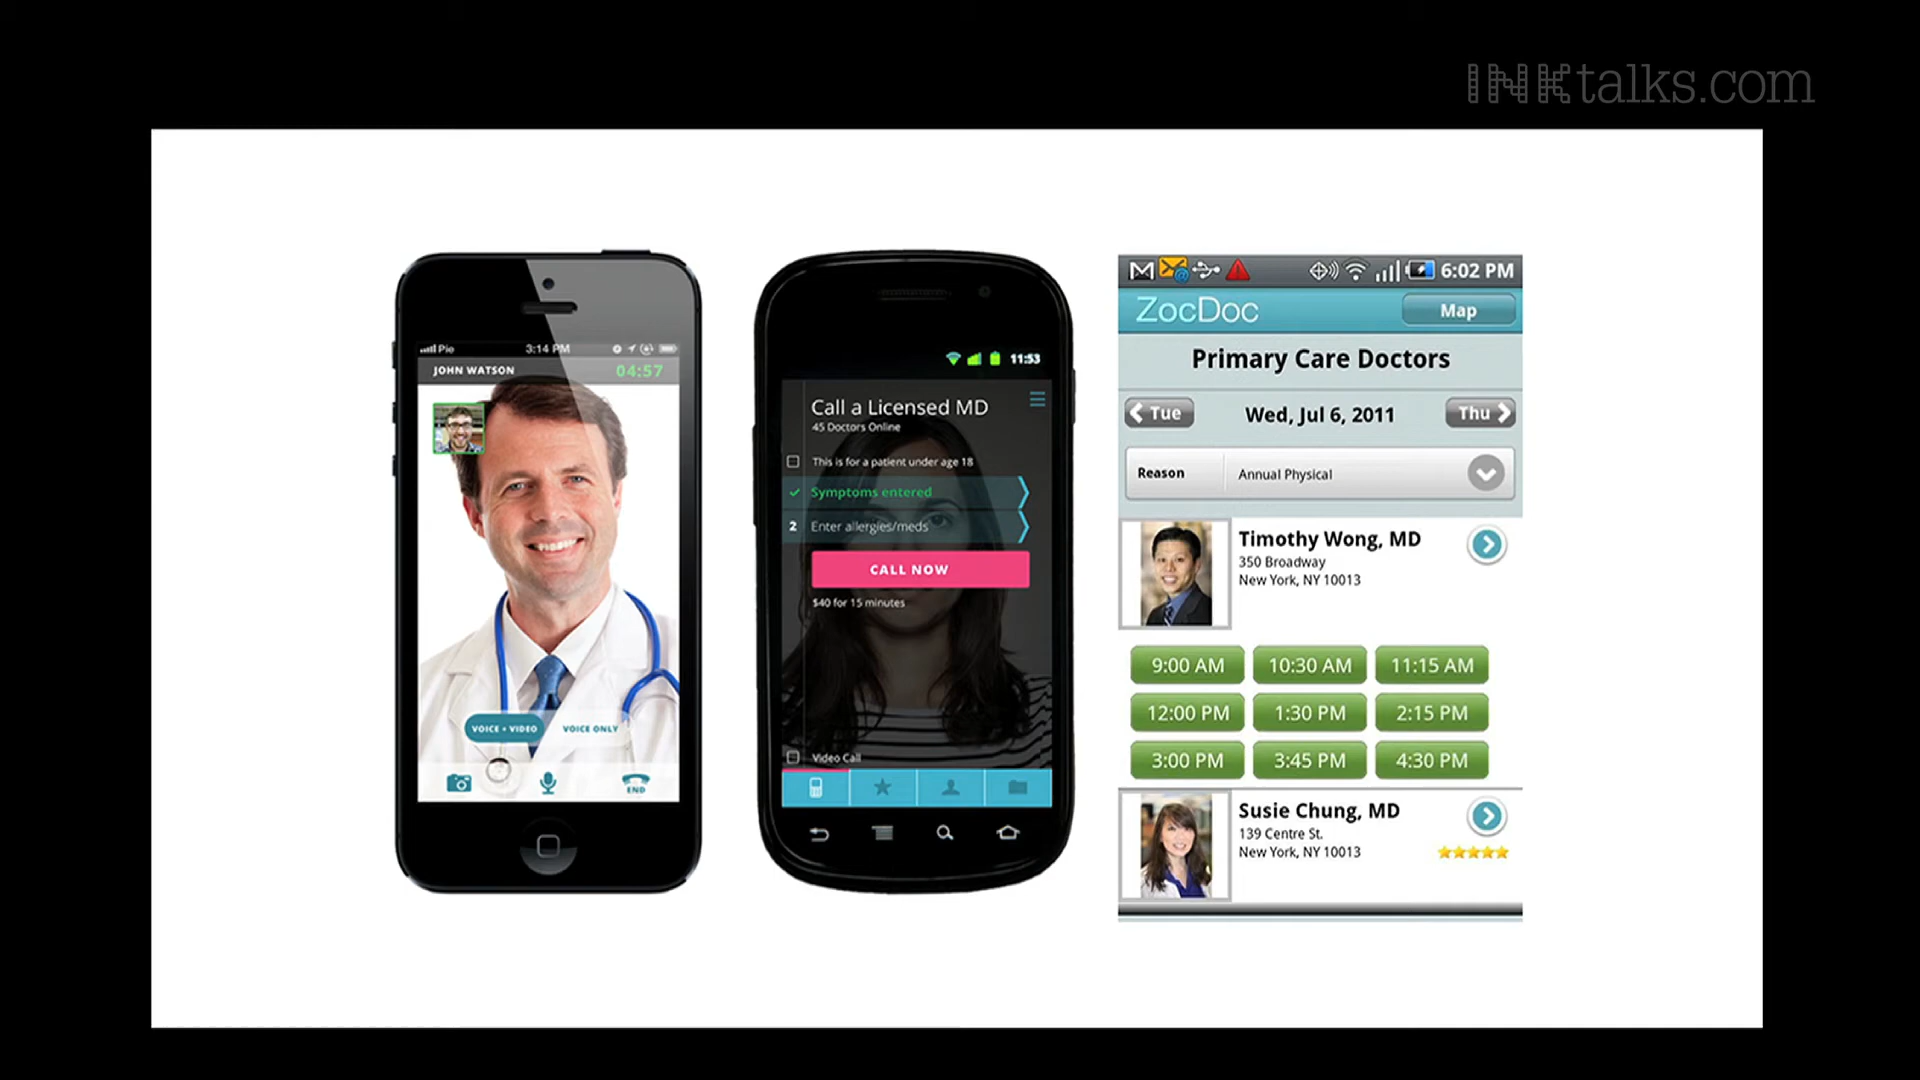 INKtalks.com
Pie 3:14 PM
JOHN WATSON 04:57
VOICE + VIDEO VOICE ONLY
END
11:53
Call a Licensed MD
45 Doctors Online
This is for a patient under age 18
Symptoms entered
2 Enter allergies/meds
CALL NOW
$40 for 15 minutes
Video Call
6:02 PM
ZocDoc Map
Primary Care Doctors
Tue Wed, Jul 6, 2011 Thu
Reason Annual Physical
Timothy Wong, MD
350 Broadway
New York, NY 10013
9:00 AM 10:30 AM 11:15 AM
12:00 PM 1:30 PM 2:15 PM
3:00 PM 3:45 PM 4:30 PM
Susie Chung, MD
139 Centre St.
New York, NY 10013